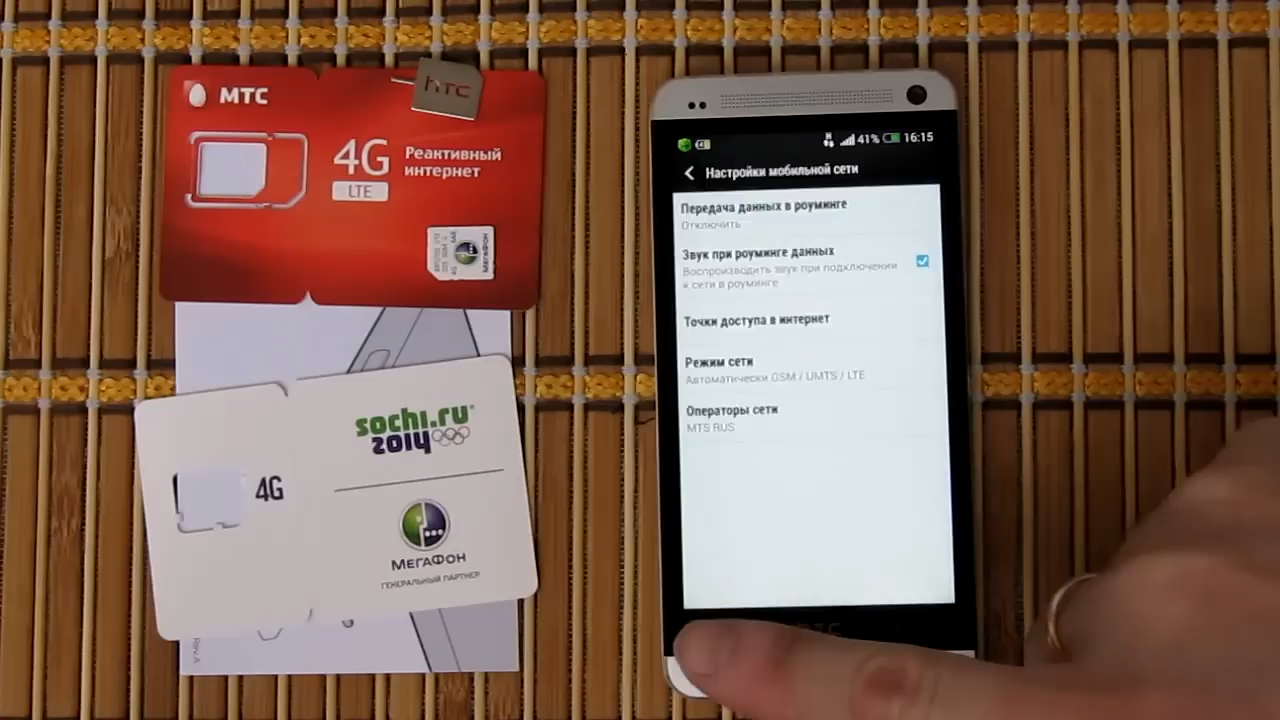 МТС
hTC
4G
LTE
Реактивный
интернет
МЕГАФОН
4G
sochi.ru
2014
4G
МЕГАФОН
ГЕНЕРАЛЬНЫЙ ПАРТНЕР
Rev.A
41%
16:15
Настройки мобильной сети
Передача данных в роуминге
Отключить
Звук при роуминге данных
Воспроизводить звук при подключении
к сети в роуминге
Точки доступа в интернет
Режим сети
Автоматически GSM / UMTS / LTE
Операторы сети
MTS RUS